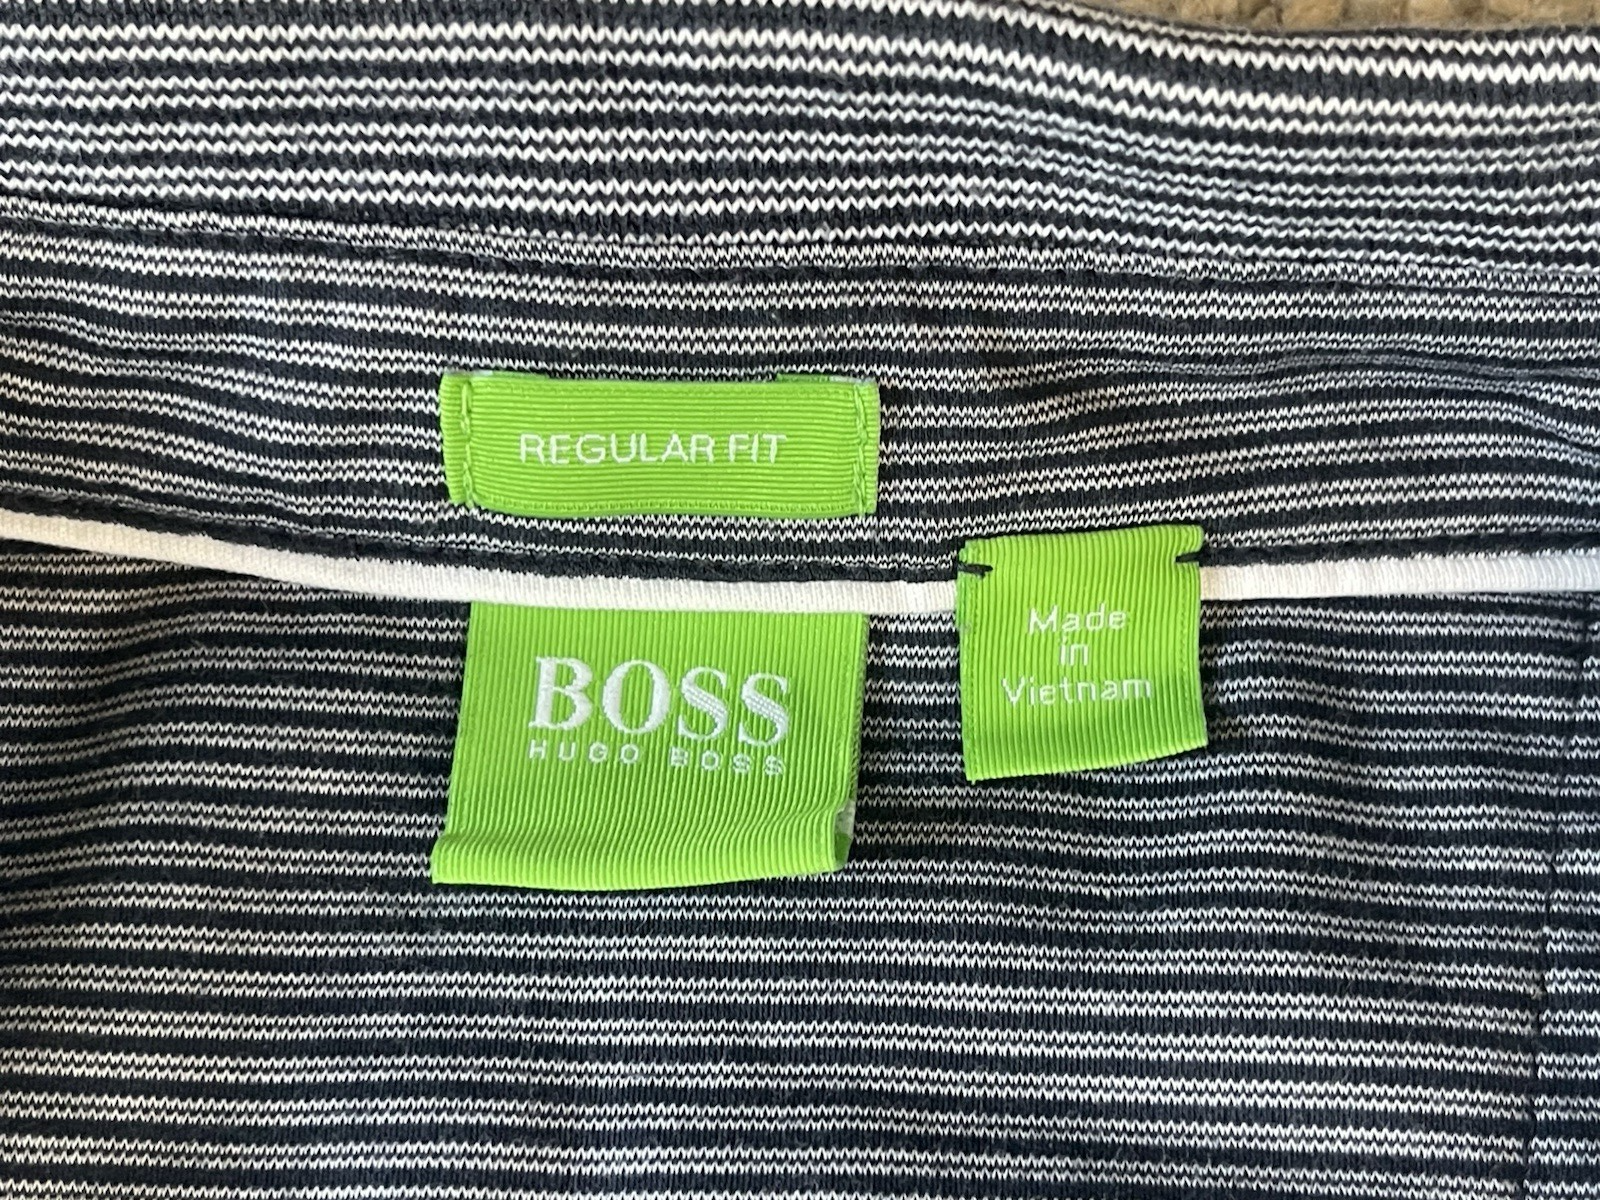 REGULAR FIT
BOSS
HUGO BOSS
Made
in
Vietnam